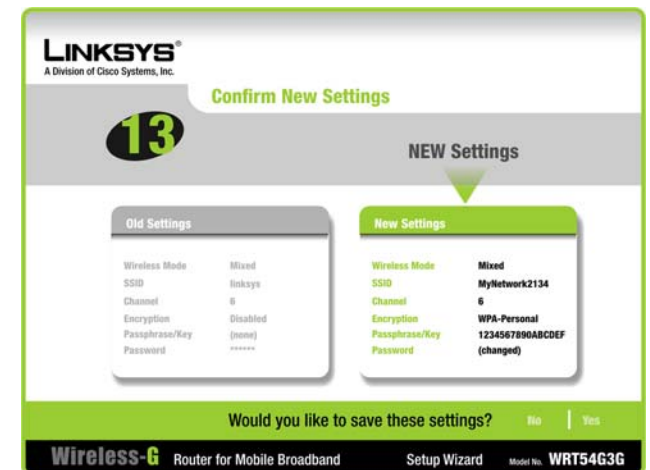 LINKSYS®
A Division of Cisco Systems, Inc.
Confirm New Settings
13
NEW Settings
Old Settings
Wireless Mode Mixed
SSID linksys
Channel 6
Encryption Disabled
Passphrase/Key (none)
Password ******
New Settings
Wireless Mode Mixed
SSID MyNetwork2134
Channel 6
Encryption WPA-Personal
Passphrase/Key 1234567890ABCDEF
Password (changed)
Would you like to save these settings? No Yes
Wireless-G Router for Mobile Broadband Setup Wizard Model No. WRT54G3G